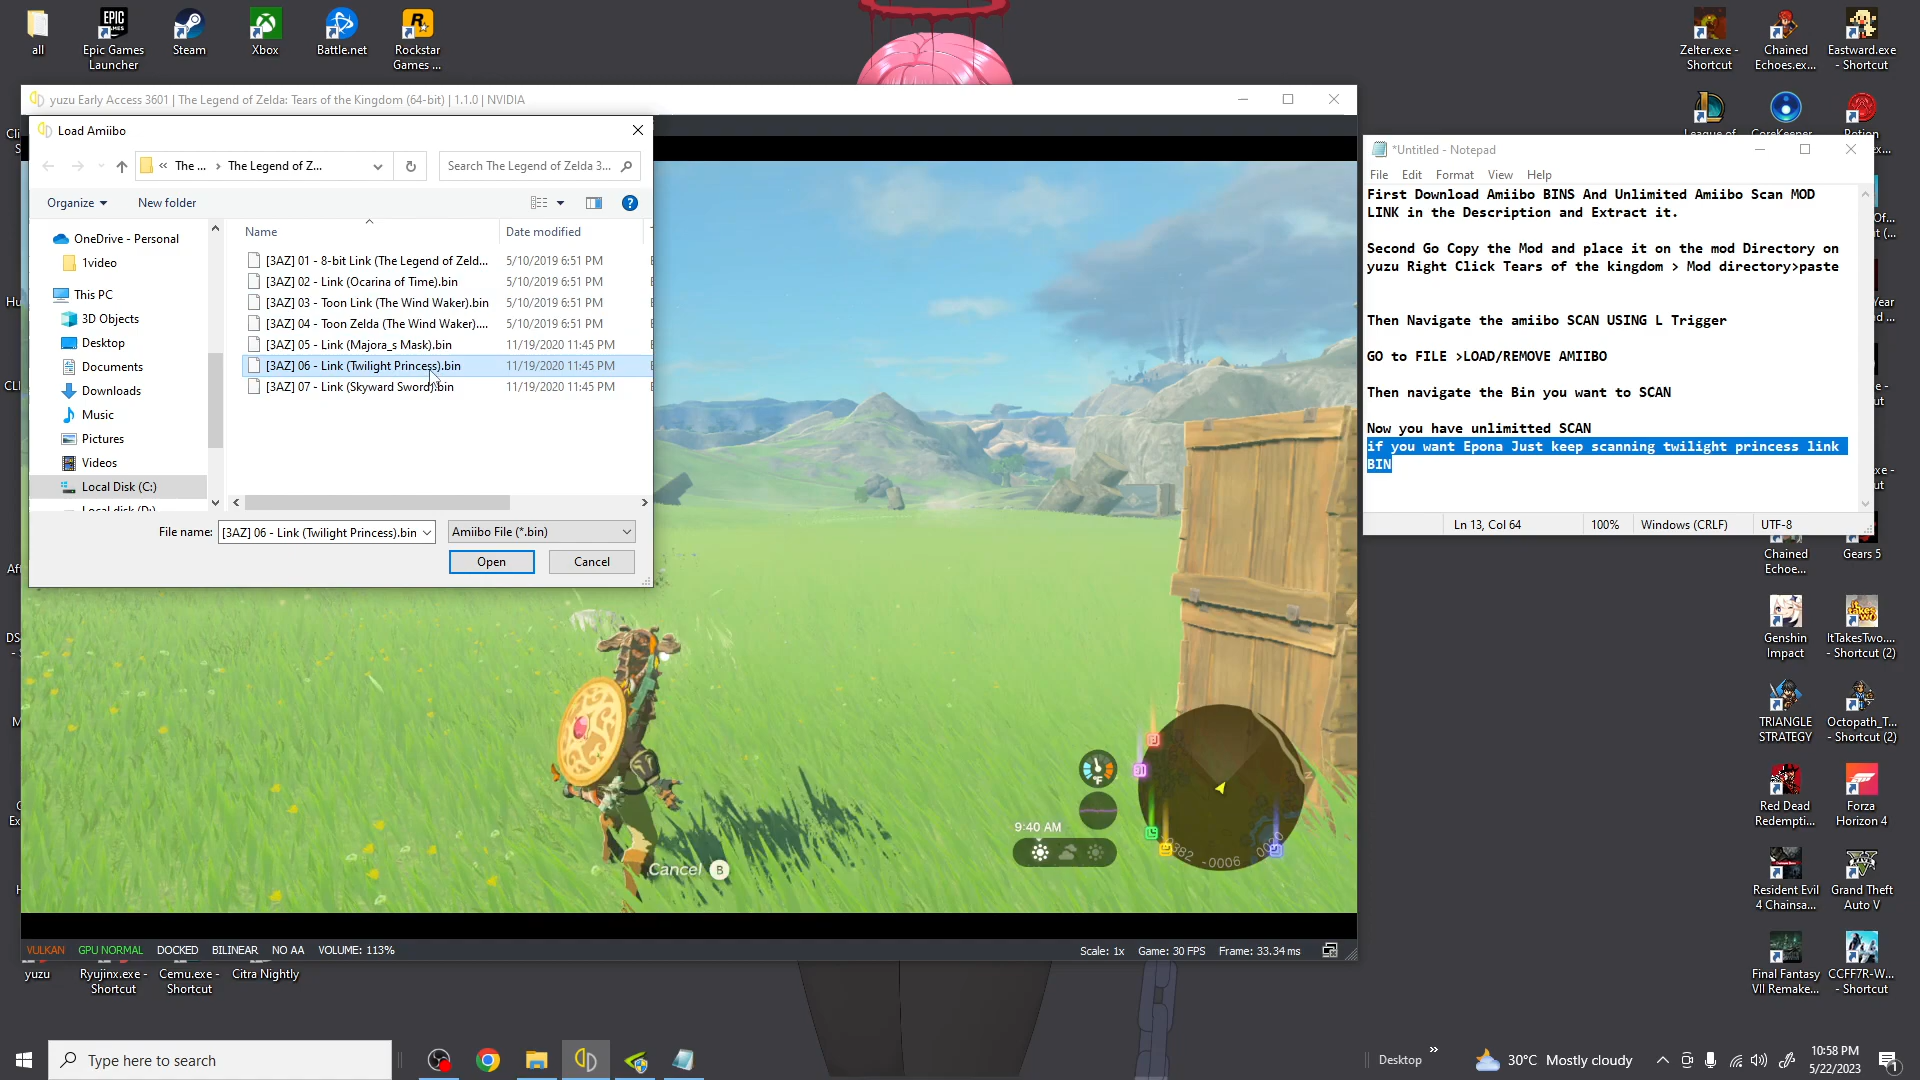 all
Epic Games
Launcher
Steam
Xbox
Battle.net
Rockstar
Games ...
Zelter.exe -
Shortcut
Chained
Echoes.ex...
Eastward.exe
- Shortcut
yuzu Early Access 3601 | The Legend of Zelda: Tears of the Kingdom (64-bit) | 1.1.0 | NVIDIA
Load Amiibo
« The ... › The Legend of Z...
Search The Legend of Zelda 3...
Organize
New folder
OneDrive - Personal
1video
This PC
3D Objects
Desktop
Documents
Downloads
Music
Pictures
Videos
Local Disk (C:)
Local disk (D:)
Name
Date modified
[3AZ] 01 - 8-bit Link (The Legend of Zeld... 5/10/2019 6:51 PM
[3AZ] 02 - Link (Ocarina of Time).bin 5/10/2019 6:51 PM
[3AZ] 03 - Toon Link (The Wind Waker).bin 5/10/2019 6:51 PM
[3AZ] 04 - Toon Zelda (The Wind Waker).... 5/10/2019 6:51 PM
[3AZ] 05 - Link (Majora_s Mask).bin 11/19/2020 11:45 PM
[3AZ] 06 - Link (Twilight Princess).bin 11/19/2020 11:45 PM
[3AZ] 07 - Link (Skyward Sword).bin 11/19/2020 11:45 PM
File name: [3AZ] 06 - Link (Twilight Princess).bin
Amiibo File (*.bin)
Open
Cancel
*Untitled - Notepad
File Edit Format View Help
First Download Amiibo BINS And Unlimited Amiibo Scan MOD
LINK in the Description and Extract it.
Second Go Copy the Mod and place it on the mod Directory on
yuzu Right Click Tears of the kingdom > Mod directory>paste
Then Navigate the amiibo SCAN USING L Trigger
GO to FILE >LOAD/REMOVE AMIIBO
Then navigate the Bin you want to SCAN
Now you have unlimitted SCAN
if you want Epona Just keep scanning twilight princess link
BIN
Ln 13, Col 64
100%
Windows (CRLF)
UTF-8
Chained
Echoe...
Gears 5
Genshin
Impact
ItTakesTwo....
- Shortcut (2)
TRIANGLE
STRATEGY
Octopath_T...
- Shortcut (2)
Red Dead
Redempti...
Forza
Horizon 4
Resident Evil
4 Chainsa...
Grand Theft
Auto V
Final Fantasy
VII Remake...
CCFF7R-W...
- Shortcut
9:40 AM
Cancel B
VULKAN GPU NORMAL DOCKED BILINEAR NO AA VOLUME: 113%
Scale: 1x Game: 30 FPS Frame: 33.34 ms
yuzu
Ryujinx.exe -
Shortcut
Cemu.exe -
Shortcut
Citra Nightly
Type here to search
Desktop »
30°C Mostly cloudy
10:58 PM
5/22/2023
1